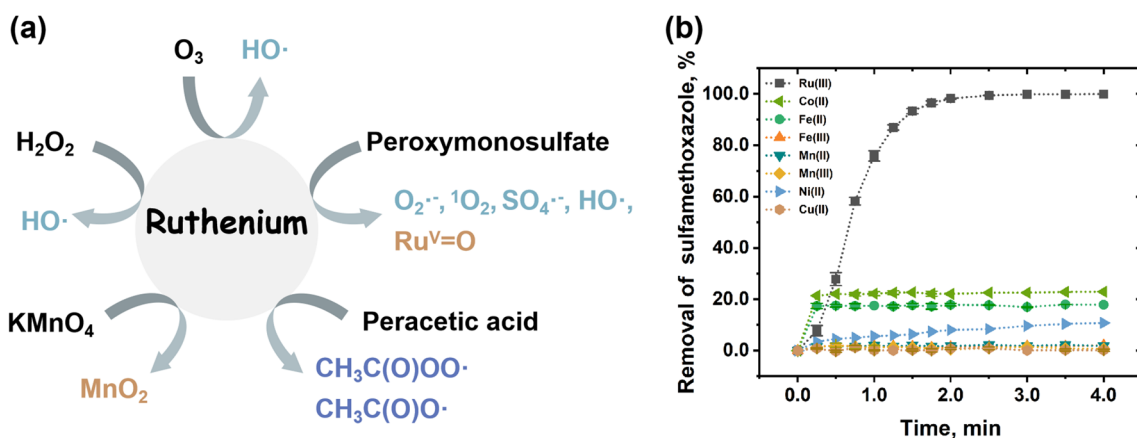 (a)
O₃
HO·
H₂O₂
HO·
Ruthenium
Peroxymonosulfate
O₂·⁻, ¹O₂, SO₄·⁻, HO·,
Ruⱽ=O
KMnO₄
MnO₂
Peracetic acid
CH₃C(O)OO·
CH₃C(O)O·
(b)
Removal of sulfamethoxazole, %
100.0
80.0
60.0
40.0
20.0
0.0
Ru(III)
Co(II)
Fe(II)
Fe(III)
Mn(II)
Mn(III)
Ni(II)
Cu(II)
0.0 1.0 2.0 3.0 4.0
Time, min